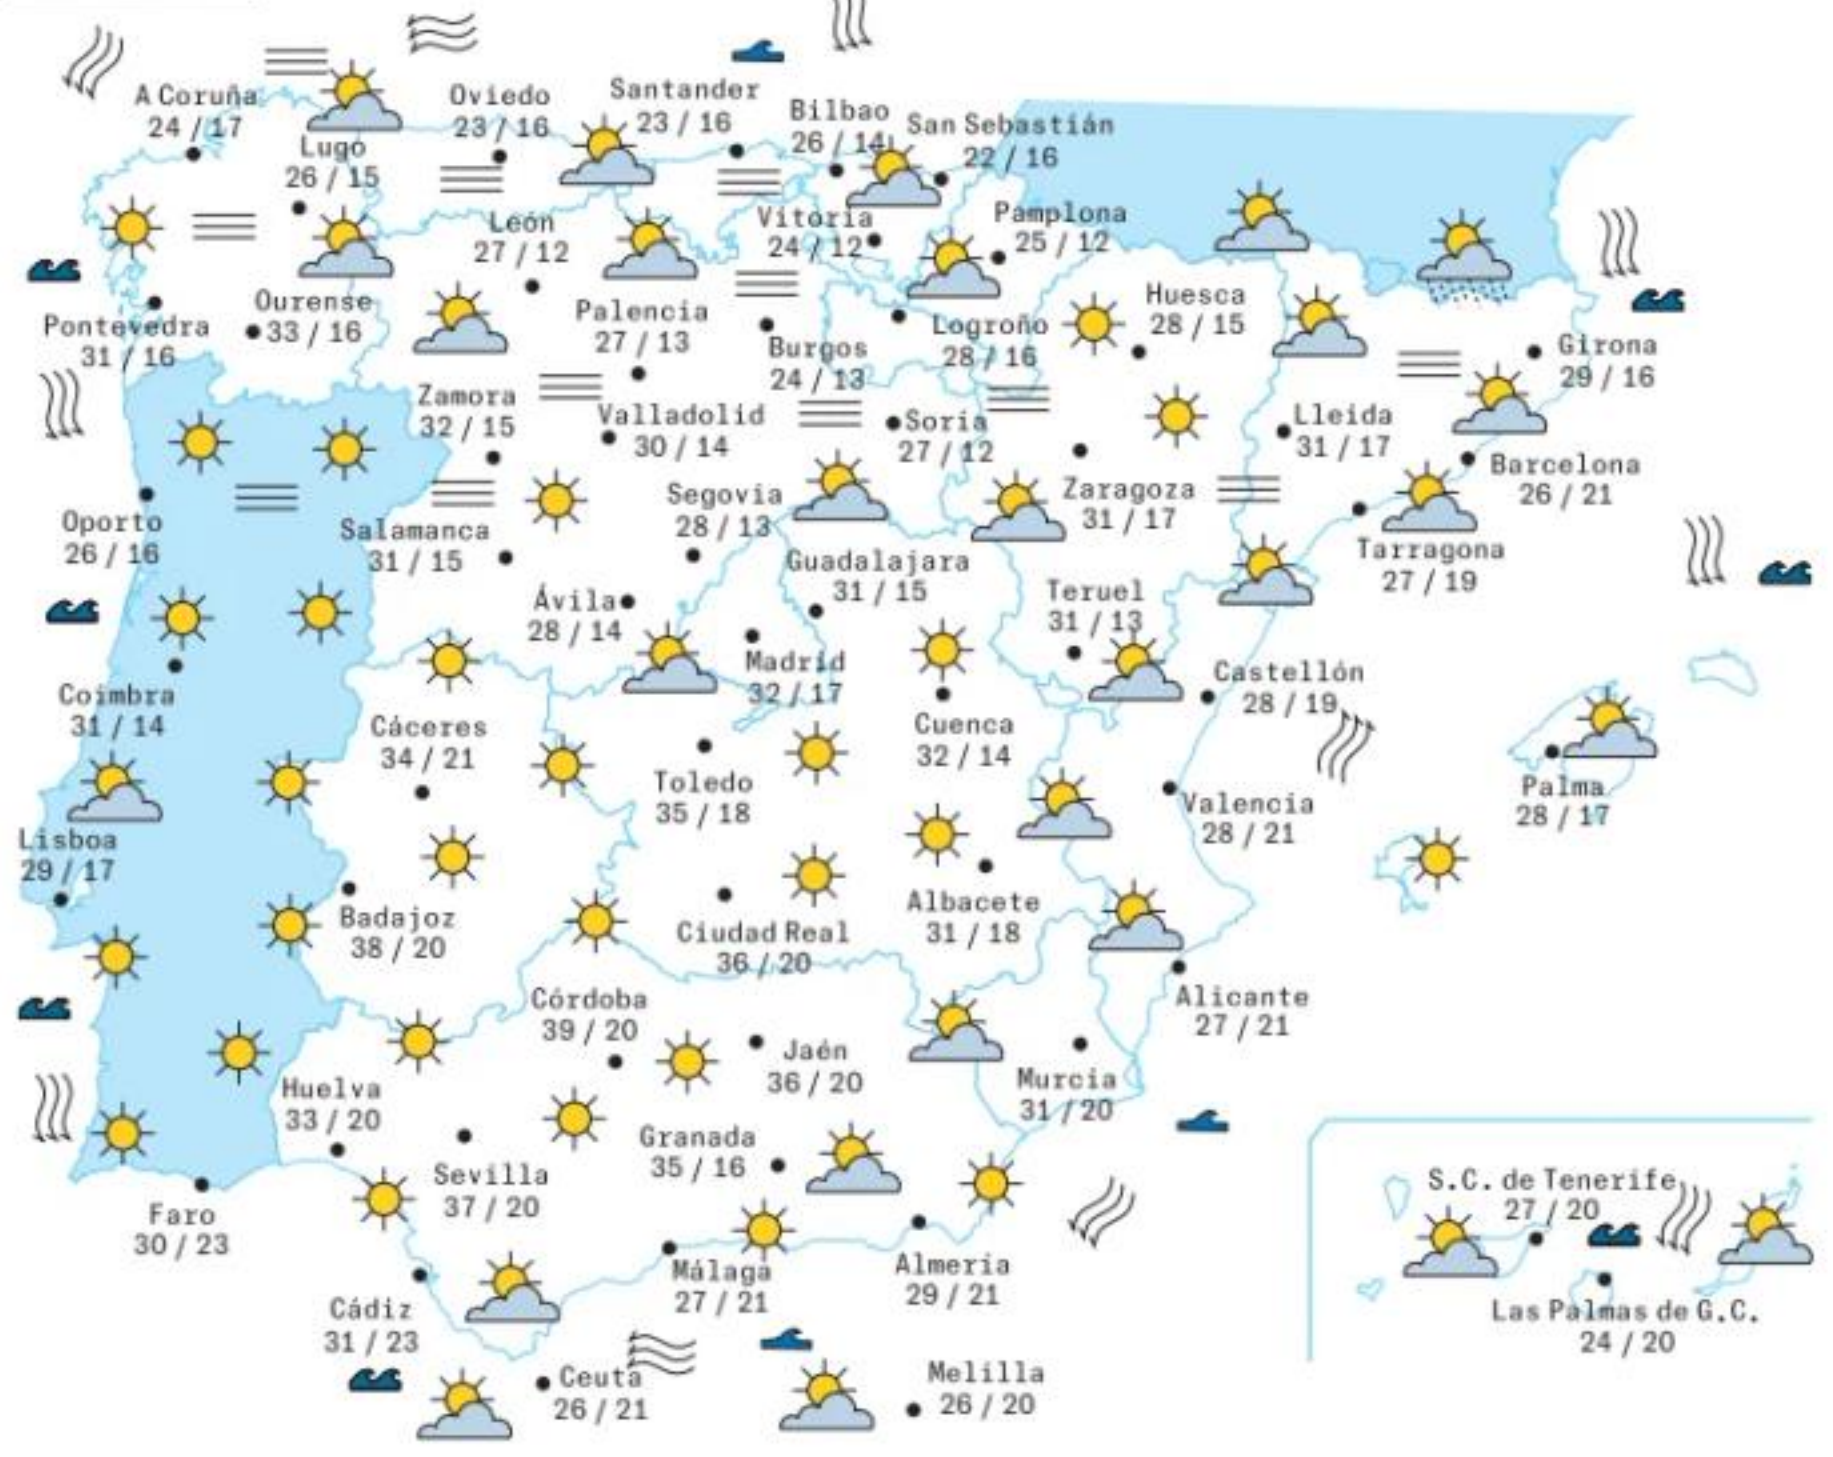 A Coruña
24 / 17
Lugo
26 / 15
Oviedo
23 / 16
Santander
23 / 16
Bilbao
26 / 14
San Sebastián
22 / 16
Vitoria
24 / 12
Pamplona
25 / 12
León
27 / 12
Pontevedra
31 / 16
Ourense
33 / 16
Palencia
27 / 13
Burgos
24 / 13
Logroño
28 / 16
Huesca
28 / 15
Girona
29 / 16
Zamora
32 / 15
Valladolid
30 / 14
Soria
27 / 12
Lleida
31 / 17
Barcelona
26 / 21
Oporto
26 / 16
Salamanca
31 / 15
Segovia
28 / 13
Zaragoza
31 / 17
Tarragona
27 / 19
Guadalajara
31 / 15
Ávila
28 / 14
Teruel
31 / 13
Coimbra
31 / 14
Madrid
32 / 17
Castellón
28 / 19
Cáceres
34 / 21
Cuenca
32 / 14
Toledo
35 / 18
Valencia
28 / 21
Palma
28 / 17
Lisboa
29 / 17
Badajoz
38 / 20
Ciudad Real
36 / 20
Albacete
31 / 18
Alicante
27 / 21
Córdoba
39 / 20
Jaén
36 / 20
Murcia
31 / 20
Huelva
33 / 20
Sevilla
37 / 20
Granada
35 / 16
Faro
30 / 23
Málaga
27 / 21
Almería
29 / 21
Cádiz
31 / 23
Ceuta
26 / 21
Melilla
26 / 20
S.C. de Tenerife
27 / 20
Las Palmas de G.C.
24 / 20